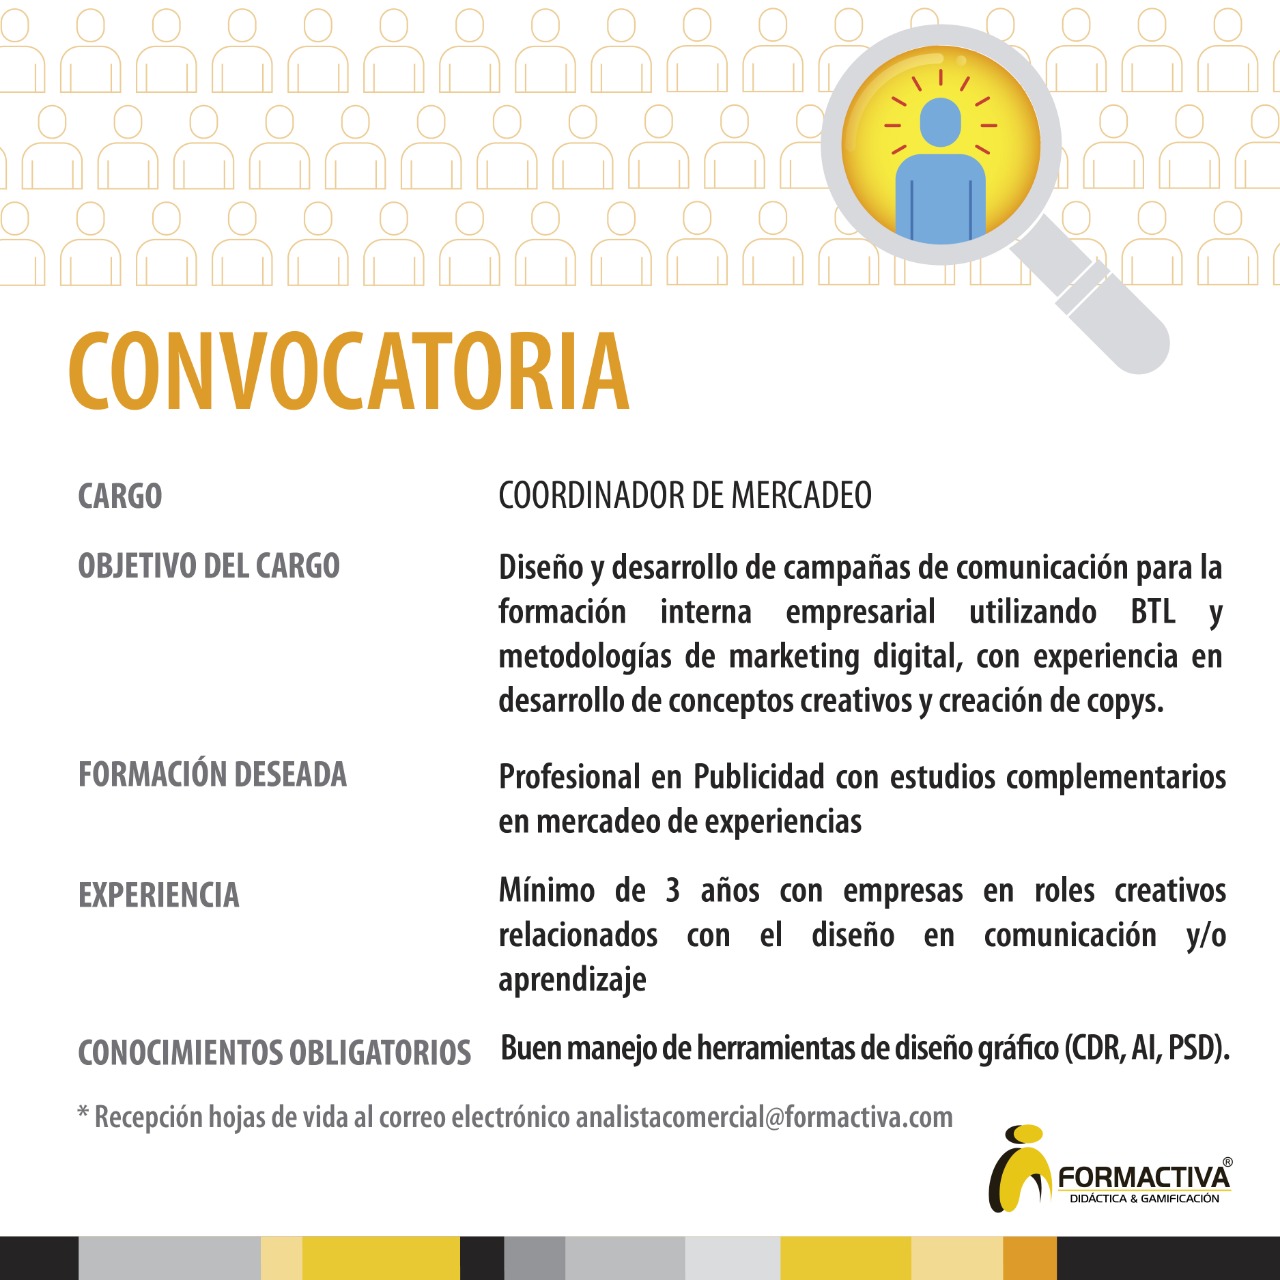 CONVOCATORIA
CARGO
COORDINADOR DE MERCADEO
OBJETIVO DEL CARGO
Diseño y desarrollo de campañas de comunicación para la
formación interna empresarial utilizando BTL y
metodologías de marketing digital, con experiencia en
desarrollo de conceptos creativos y creación de copys.
FORMACIÓN DESEADA
Profesional en Publicidad con estudios complementarios
en mercadeo de experiencias
EXPERIENCIA
Mínimo de 3 años con empresas en roles creativos
relacionados con el diseño en comunicación y/o
aprendizaje
CONOCIMIENTOS OBLIGATORIOS
Buen manejo de herramientas de diseño gráfico (CDR, AI, PSD).
* Recepción hojas de vida al correo electrónico analistacomercial@formactiva.com
FORMACTIVA®
DIDÁCTICA & GAMIFICACIÓN